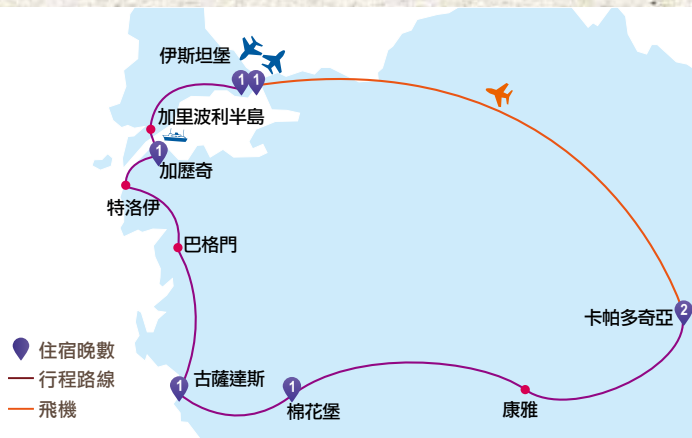 伊斯坦堡
1 1
加里波利半島
1
加歷奇
特洛伊
巴格門
2
卡帕多奇亞
1
古薩達斯
1
棉花堡
康雅
住宿晚數
行程路線
飛機